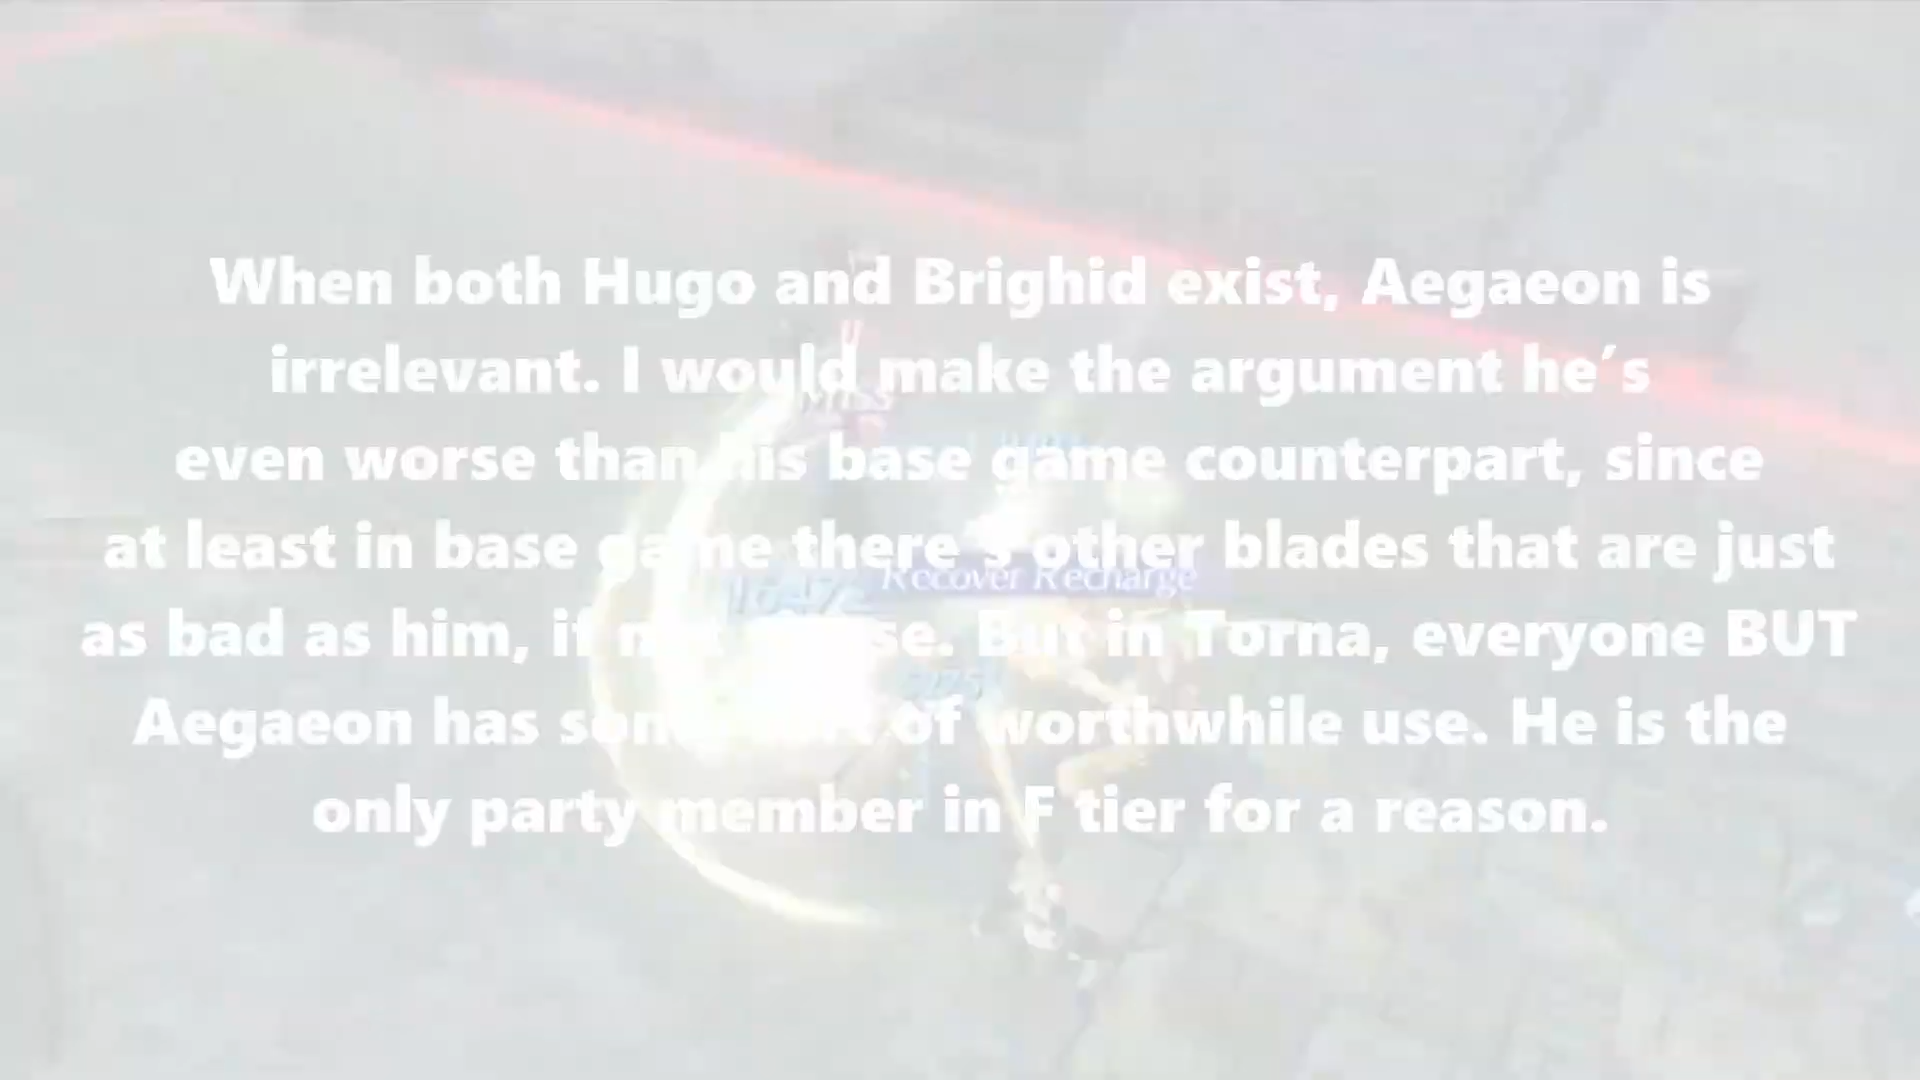 When both Hugo and Brighid exist, Aegaeon is
irrelevant. I would make the argument he's
MISS
even worse than his base game counterpart, since
at least in base game there's other blades that are just
Recover Recharge
as bad as him, if not worse. But in Torna, everyone BUT
Aegaeon has some sort of worthwhile use. He is the
only party member in F tier for a reason.